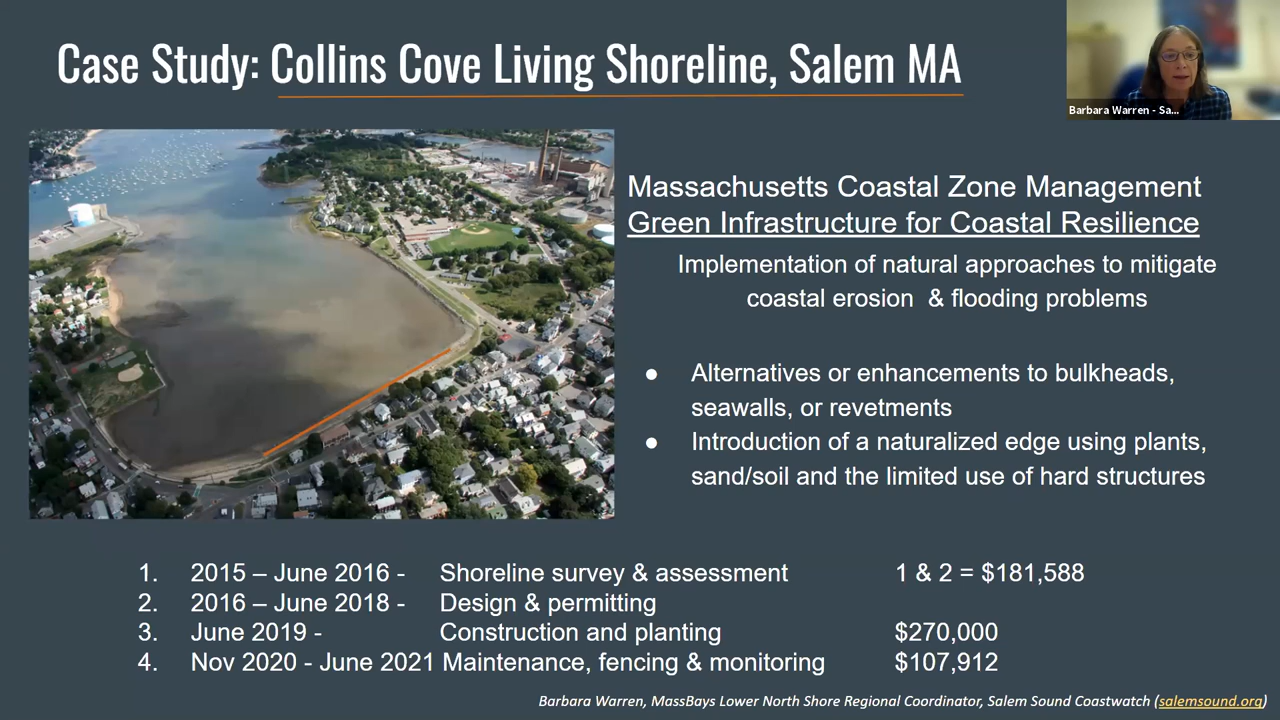 Case Study: Collins Cove Living Shoreline, Salem MA
Barbara Warren - Sa...
Massachusetts Coastal Zone Management
Green Infrastructure for Coastal Resilience
Implementation of natural approaches to mitigate
coastal erosion & flooding problems
● Alternatives or enhancements to bulkheads,
seawalls, or revetments
● Introduction of a naturalized edge using plants,
sand/soil and the limited use of hard structures
1. 2015 – June 2016 - Shoreline survey & assessment 1 & 2 = $181,588
2. 2016 – June 2018 - Design & permitting
3. June 2019 - Construction and planting $270,000
4. Nov 2020 - June 2021 Maintenance, fencing & monitoring $107,912
Barbara Warren, MassBays Lower North Shore Regional Coordinator, Salem Sound Coastwatch (salemsound.org)